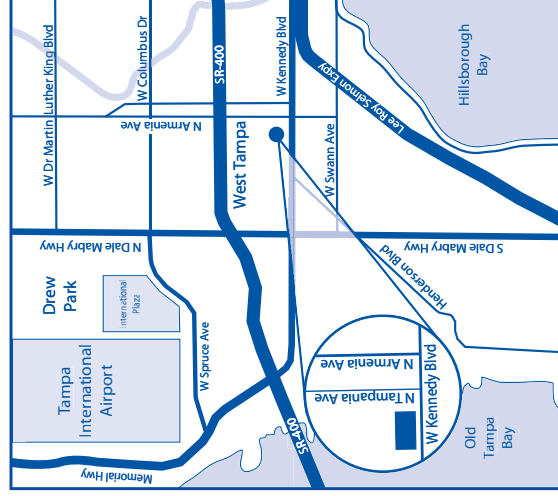 W Dr Martin Luther King Blvd
W Columbus Dr
SR-400
W Kennedy Blvd
Lee Roy Selmon Expy
Hillsborough
Bay
N Armenia Ave
West Tampa
W Swann Ave
N Dale Mabry Hwy
S Dale Mabry Hwy
Henderson Blvd
Drew
Park
International
Plaza
Tampa
International
Airport
W Spruce Ave
Memorial Hwy
SR-400
N Armenia Ave
N Tampania Ave
W Kennedy Blvd
Old
Tampa
Bay